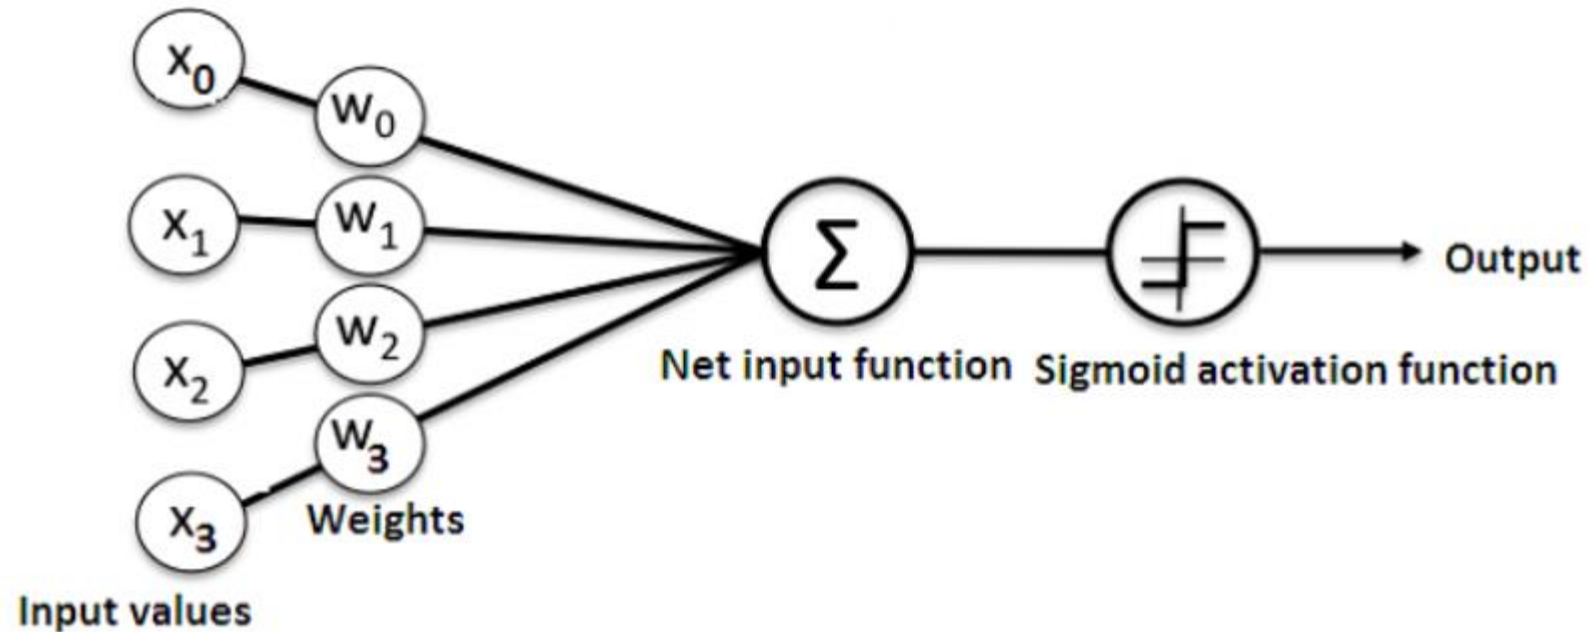 x0
w0
x1
w1
x2
w2
x3
w3
Σ
Output
Net input function
Sigmoid activation function
Weights
Input values